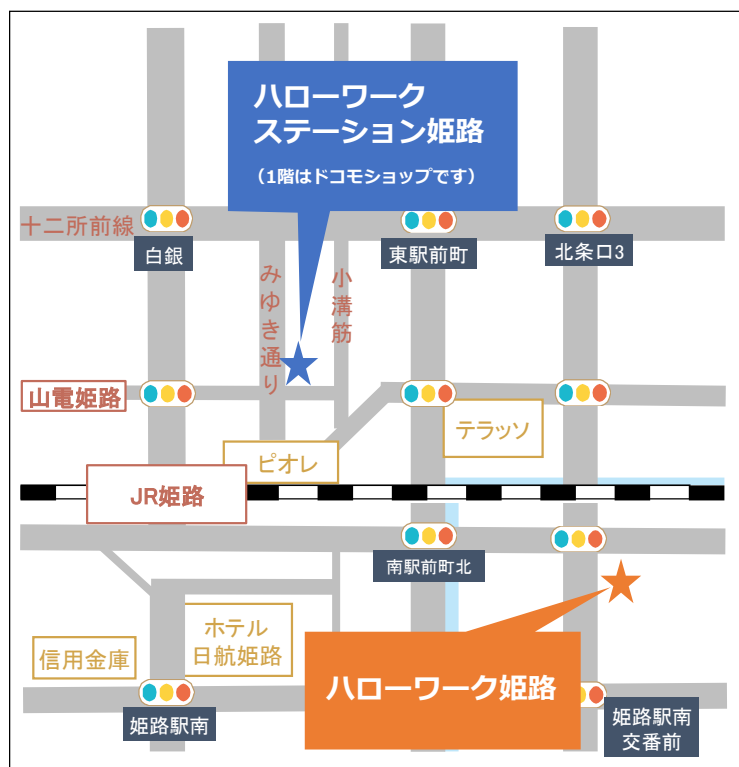 ハローワーク
ステーション姫路
（1階はドコモショップです）
十二所前線
白銀
東駅前町
北条口3
みゆき通り
小溝筋
山電姫路
テラッソ
ピオレ
JR姫路
南駅前町北
ホテル
日航姫路
信用金庫
ハローワーク姫路
姫路駅南
姫路駅南
交番前